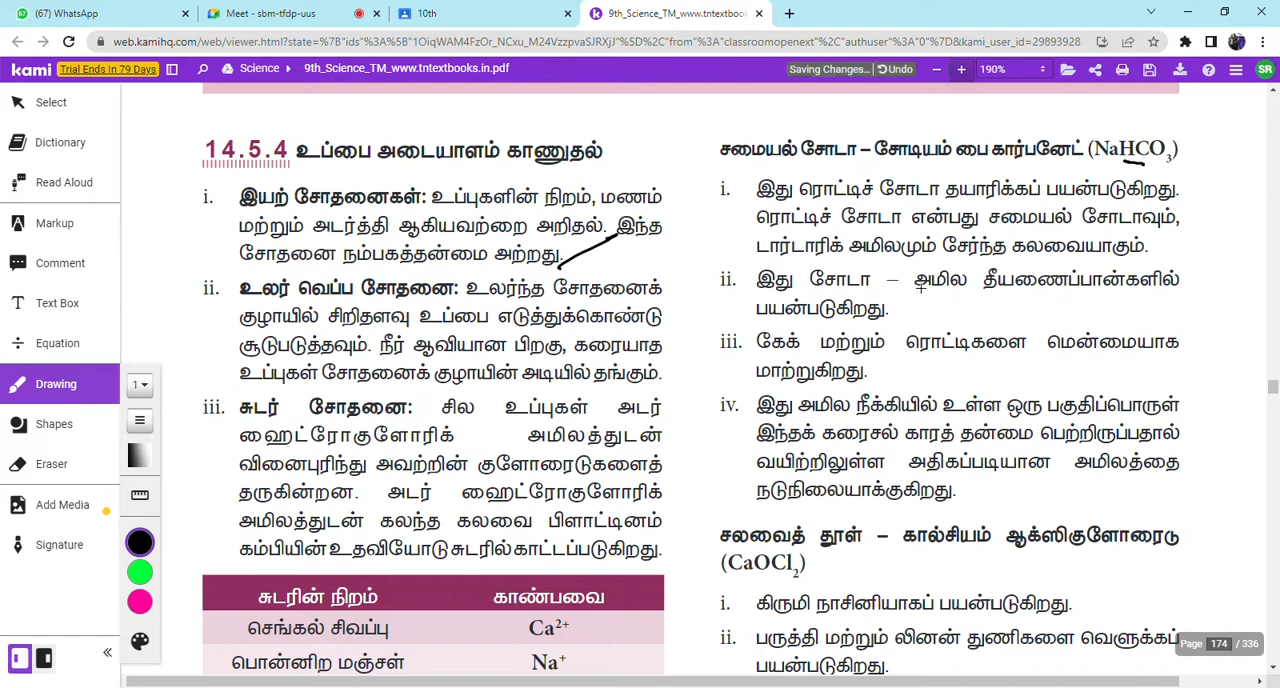 (67) WhatsApp
Meet - sbm-tfdp-uus
10th
9th_Science_TM_www.tntextbook
web.kamihq.com/web/viewer.html?state=%7B"ids"%3A%5B"1OiqWAM4FzOr_NCxu_M24VzzpvaSJRXjJ"%5D%2C"from"%3A"classroomopennext"%2C"authuser"%3A"0"%7D&kami_user_id=29893928
kami
Trial Ends In 79 Days
Science
9th_Science_TM_www.tntextbooks.in.pdf
Saving Changes...
Undo
190%
SR
Select
Dictionary
Read Aloud
Markup
Comment
Text Box
Equation
Drawing
Shapes
Eraser
Add Media
Signature
1
14.5.4 உப்பை அடையாளம் காணுதல்
i. இயற் சோதனைகள்: உப்புகளின் நிறம், மணம்
மற்றும் அடர்த்தி ஆகியவற்றை அறிதல். இந்த
சோதனை நம்பகத்தன்மை அற்றது.
ii. உலர் வெப்ப சோதனை: உலர்ந்த சோதனைக்
குழாயில் சிறிதளவு உப்பை எடுத்துக்கொண்டு
சூடுபடுத்தவும். நீர் ஆவியான பிறகு, கரையாத
உப்புகள் சோதனைக் குழாயின் அடியில் தங்கும்.
iii. சுடர் சோதனை: சில உப்புகள் அடர்
ஹைட்ரோகுளோரிக் அமிலத்துடன்
வினைபுரிந்து அவற்றின் குளோரைடுகளைத்
தருகின்றன. அடர் ஹைட்ரோகுளோரிக்
அமிலத்துடன் கலந்த கலவை பிளாட்டினம்
கம்பியின் உதவியோடு சுடரில் காட்டப்படுகிறது.
சுடரின் நிறம் காண்பவை
செங்கல் சிவப்பு Ca²⁺
பொன்னிற மஞ்சள் Na⁺
சமையல் சோடா – சோடியம் பை கார்பனேட் (NaHCO₃)
i. இது ரொட்டிச் சோடா தயாரிக்கப் பயன்படுகிறது.
ரொட்டிச் சோடா என்பது சமையல் சோடாவும்,
டார்டாரிக் அமிலமும் சேர்ந்த கலவையாகும்.
ii. இது சோடா – அமில தீயணைப்பான்களில்
பயன்படுகிறது.
iii. கேக் மற்றும் ரொட்டிகளை மென்மையாக
மாற்றுகிறது.
iv. இது அமில நீக்கியில் உள்ள ஒரு பகுதிப்பொருள்
இந்தக் கரைசல் காரத் தன்மை பெற்றிருப்பதால்
வயிற்றிலுள்ள அதிகப்படியான அமிலத்தை
நடுநிலையாக்குகிறது.
சலவைத் தூள் – கால்சியம் ஆக்ஸிகுளோரைடு
(CaOCl₂)
i. கிருமி நாசினியாகப் பயன்படுகிறது.
ii. பருத்தி மற்றும் லினன் துணிகளை வெளுக்கப்
பயன்படுகிறது.
Page 174 / 336